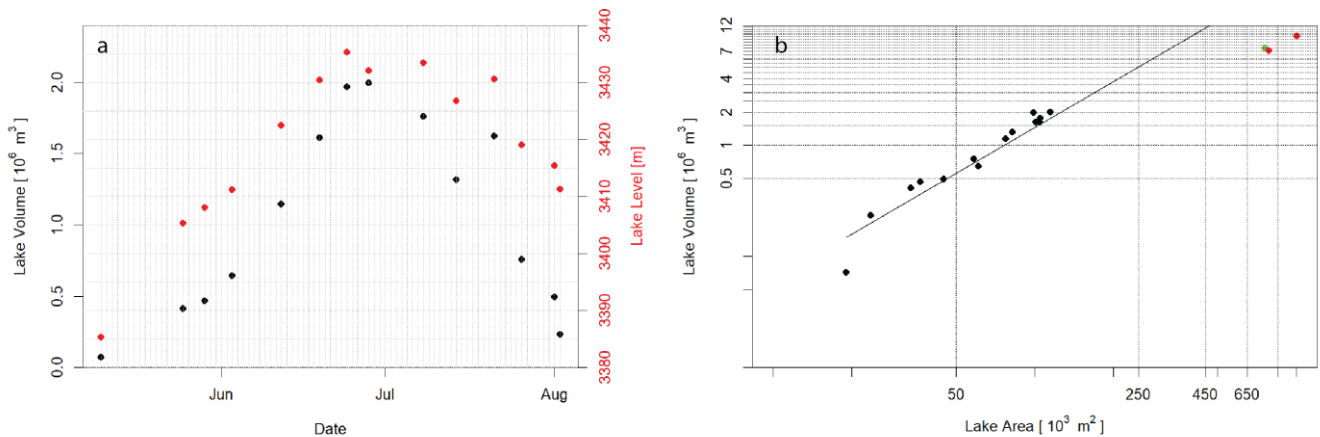 a
Lake Volume [ 10⁶ m³ ]
2.0
1.5
1.0
0.5
0.0
Jun
Jul
Aug
Date
3440
3430
3420
3410
3400
3390
3380
Lake Level [m]
b
Lake Volume [ 10⁶ m³ ]
12
7
4
2
1
0.5
50
250
450
650
Lake Area [ 10³ m² ]